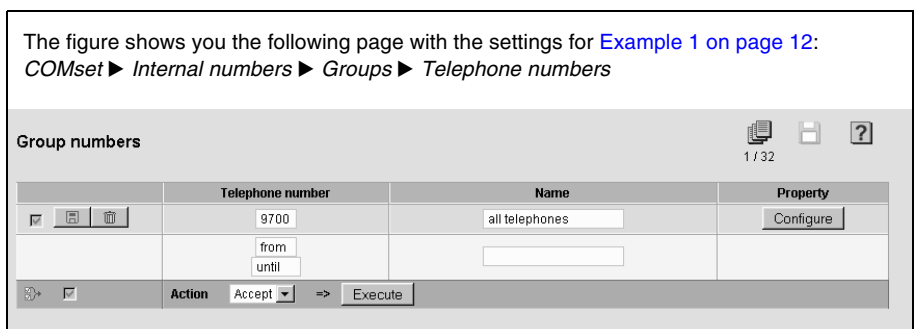 The figure shows you the following page with the settings for Example 1 on page 12:
COMset ▶ Internal numbers ▶ Groups ▶ Telephone numbers
Group numbers
1 / 32
?
Telephone number Name Property
9700 all telephones Configure
from
until
Action Accept => Execute